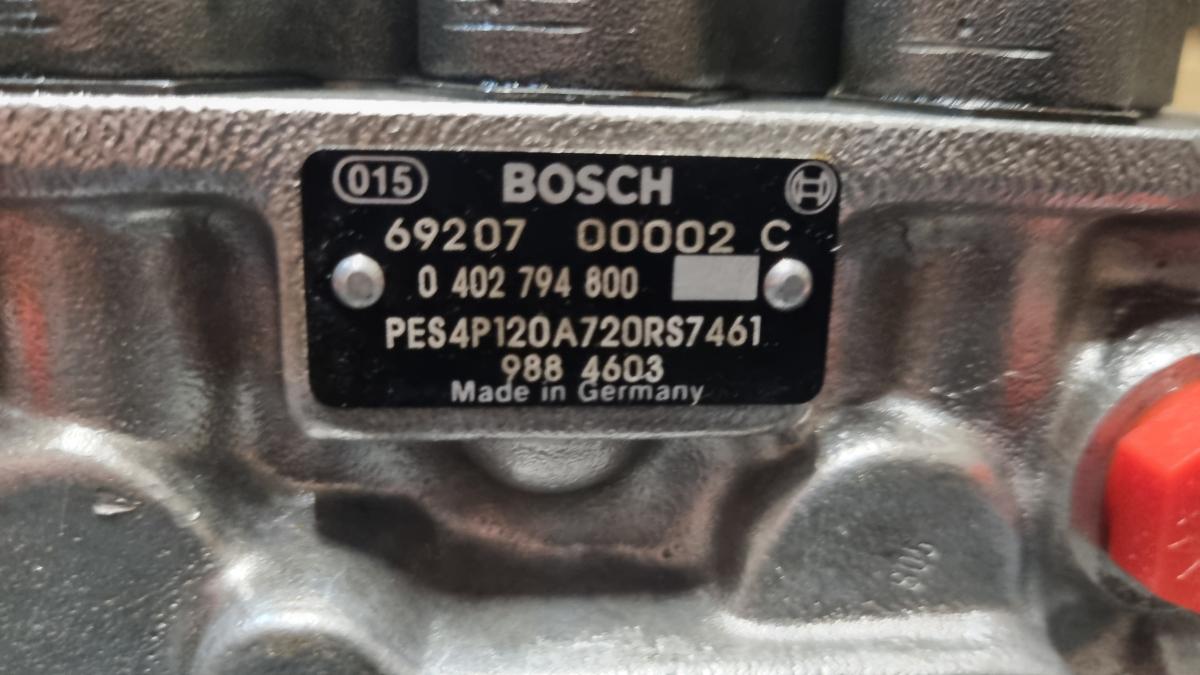 015 BOSCH
69207 00002 C
0 402 794 800
PES4P120A720RS7461
988 4603
Made in Germany